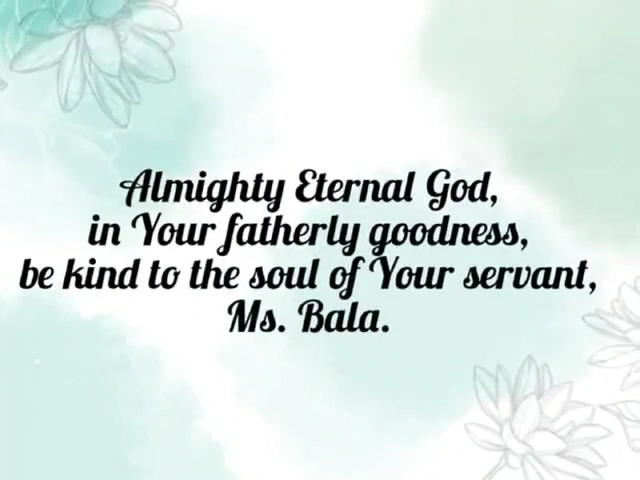 Almighty Eternal God,
in Your fatherly goodness,
be kind to the soul of Your servant,
Ms. Bala.